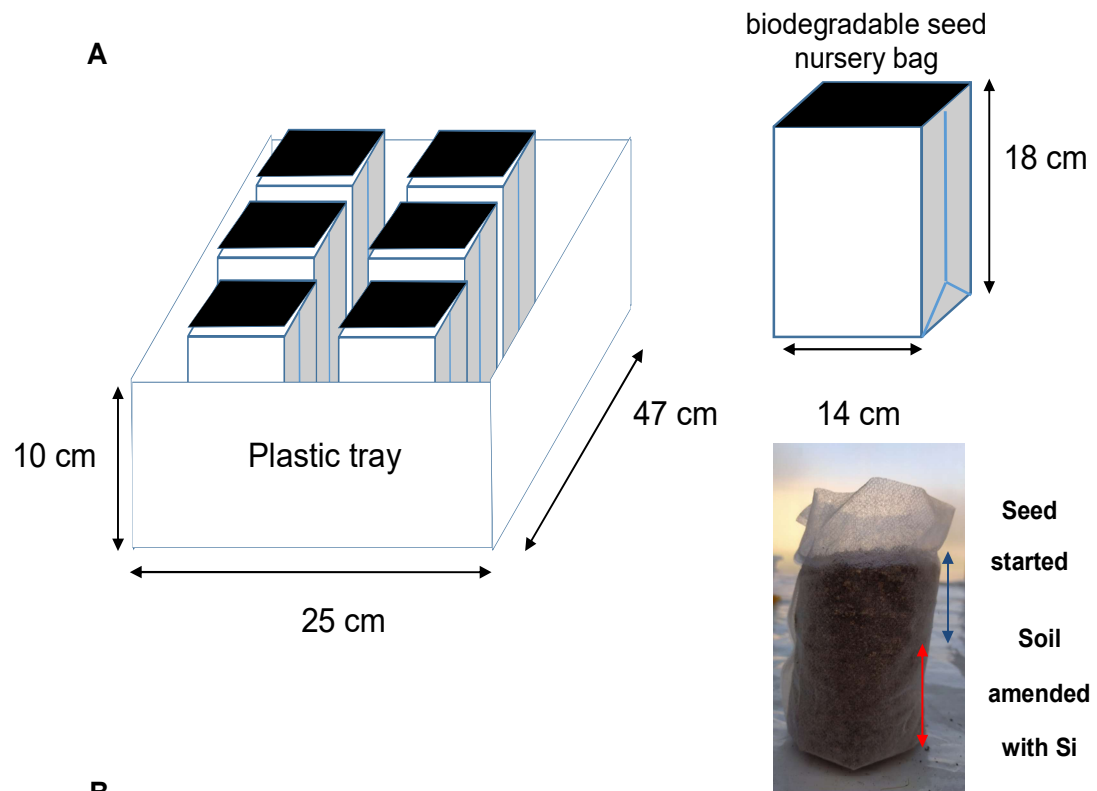 A
biodegradable seed
nursery bag
18 cm
10 cm
Plastic tray
47 cm
14 cm
25 cm
Seed
started
Soil
amended
with Si
B